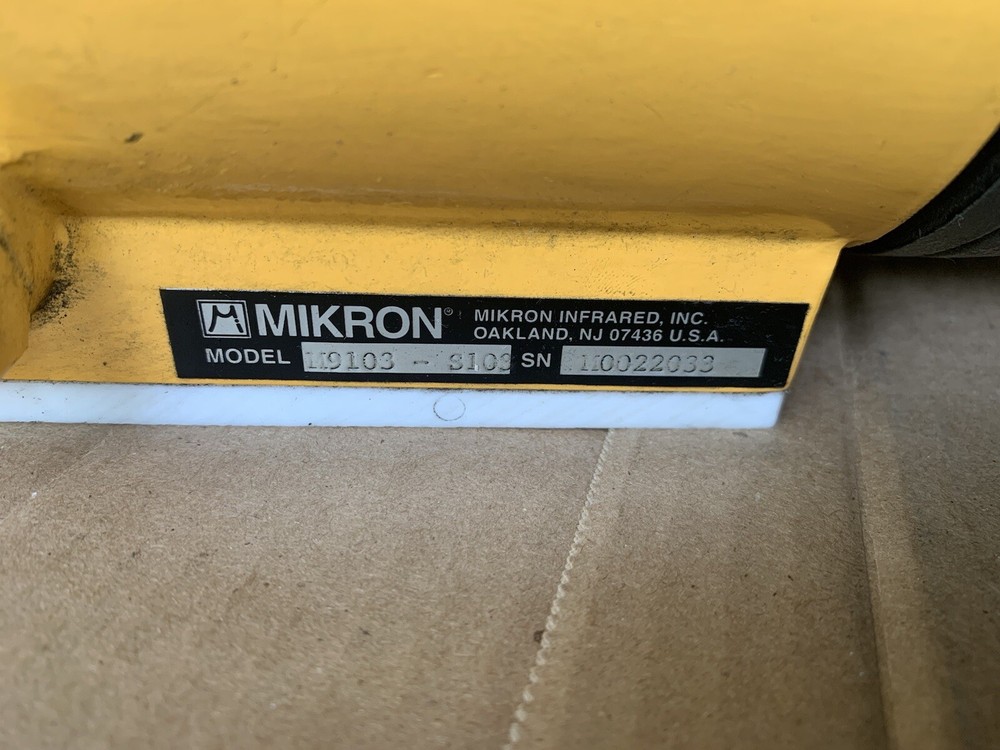 MIKRON® MIKRON INFRARED, INC.
OAKLAND, NJ 07436 U.S.A.
MODEL M9103 - S103 SN M0022033